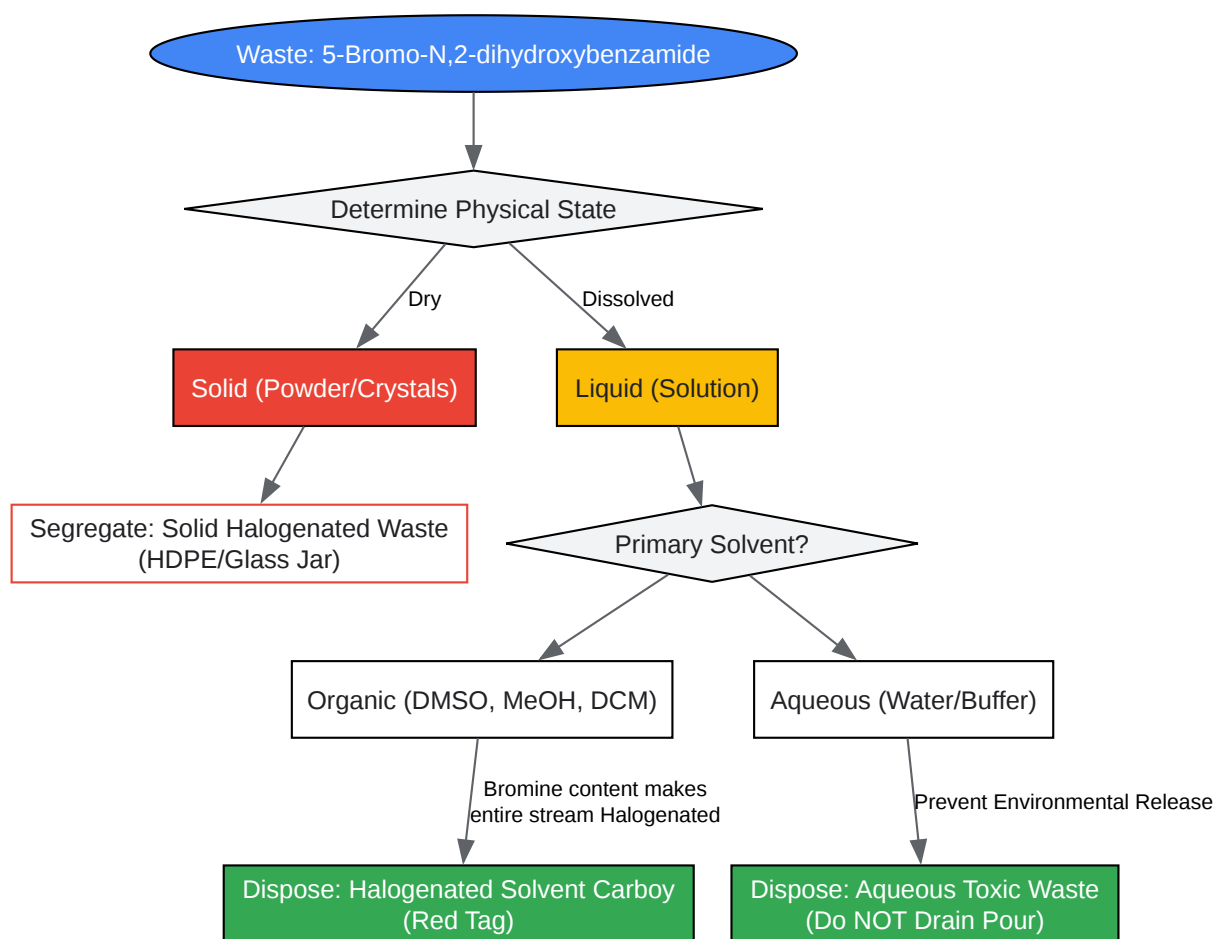 Waste: 5-Bromo-N,2-dihydroxybenzamide
Determine Physical State
Dry
Dissolved
Solid (Powder/Crystals)
Liquid (Solution)
Segregate: Solid Halogenated Waste
(HDPE/Glass Jar)
Primary Solvent?
Organic (DMSO, MeOH, DCM)
Aqueous (Water/Buffer)
Bromine content makes
entire stream Halogenated
Prevent Environmental Release
Dispose: Halogenated Solvent Carboy
(Red Tag)
Dispose: Aqueous Toxic Waste
(Do NOT Drain Pour)